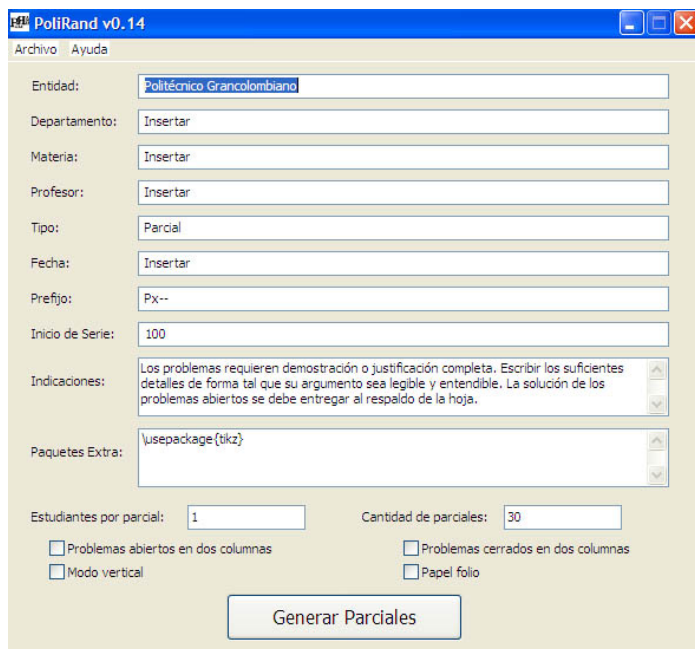 PoliRand v0.14
Archivo Ayuda
Entidad: Politécnico Grancolombiano
Departamento: Insertar
Materia: Insertar
Profesor: Insertar
Tipo: Parcial
Fecha: Insertar
Prefijo: Px--
Inicio de Serie: 100
Indicaciones: Los problemas requieren demostración o justificación completa. Escribir los suficientes
detalles de forma tal que su argumento sea legible y entendible. La solución de los
problemas abiertos se debe entregar al respaldo de la hoja.
Paquetes Extra: \usepackage{tikz}
Estudiantes por parcial: 1 Cantidad de parciales: 30
Problemas abiertos en dos columnas Problemas cerrados en dos columnas
Modo vertical Papel folio
Generar Parciales